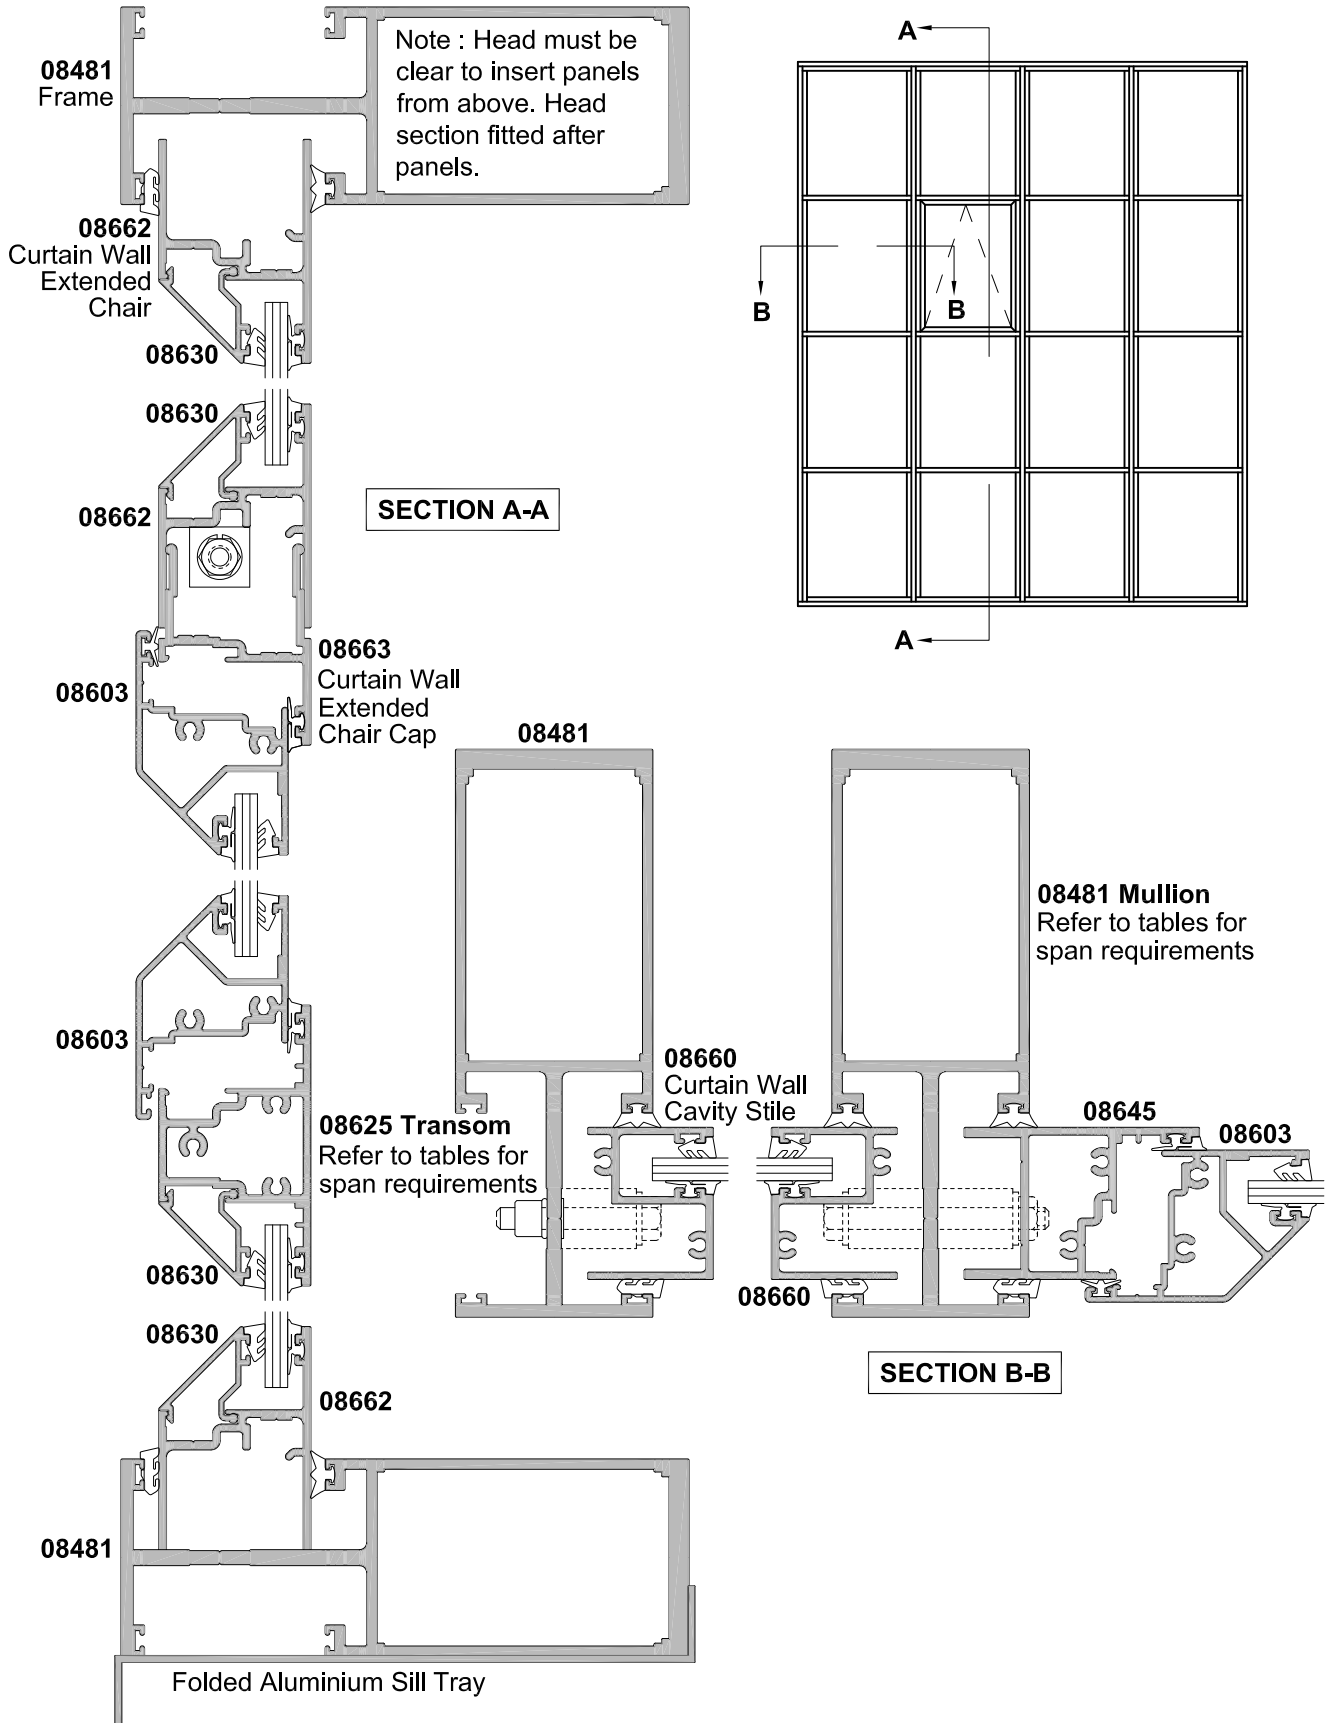 08481
Frame
Note : Head must be
clear to insert panels
from above. Head
section fitted after
panels.
08662
Curtain Wall
Extended
Chair
08630
08630
08662
SECTION A-A
08663
Curtain Wall
Extended
Chair Cap
08603
08603
08625 Transom
Refer to tables for
span requirements
08630
08630
08662
08481
Folded Aluminium Sill Tray
A
B
B
A
08481
08481 Mullion
Refer to tables for
span requirements
08660
Curtain Wall
Cavity Stile
08645
08603
08660
SECTION B-B